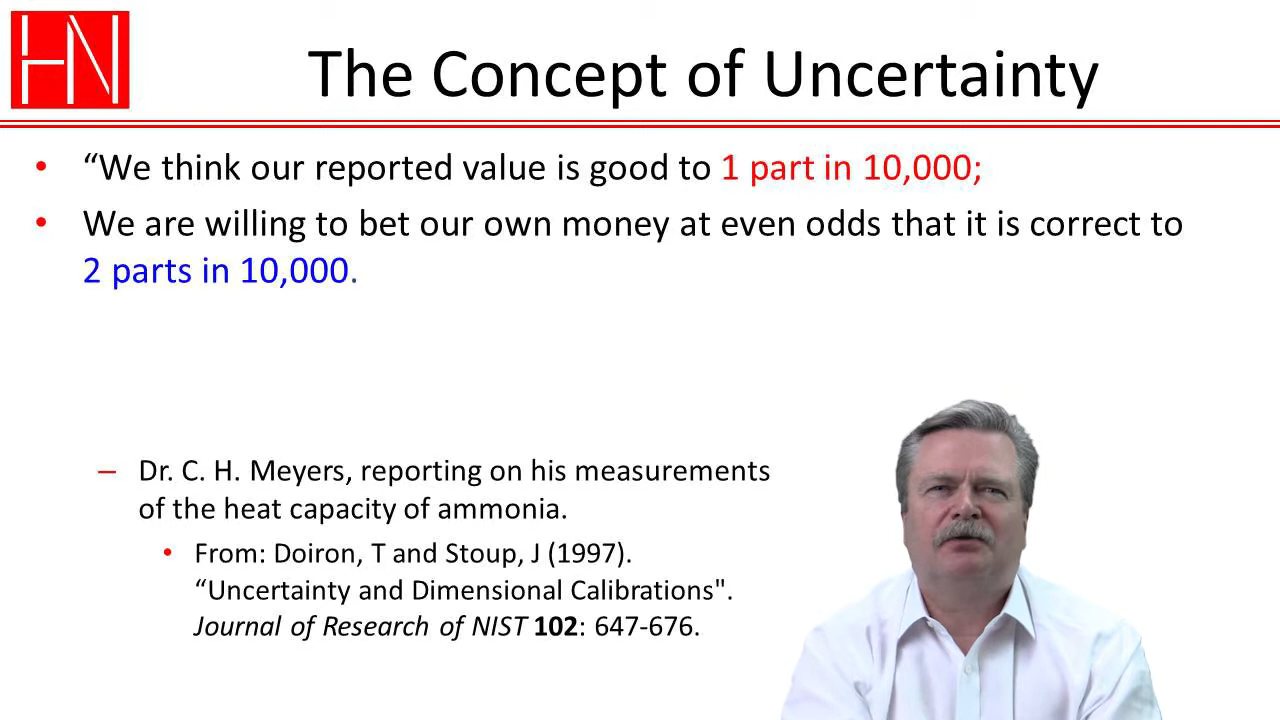 HN
The Concept of Uncertainty
• “We think our reported value is good to 1 part in 10,000;
• We are willing to bet our own money at even odds that it is correct to
2 parts in 10,000.
– Dr. C. H. Meyers, reporting on his measurements
of the heat capacity of ammonia.
• From: Doiron, T and Stoup, J (1997).
“Uncertainty and Dimensional Calibrations".
Journal of Research of NIST 102: 647-676.